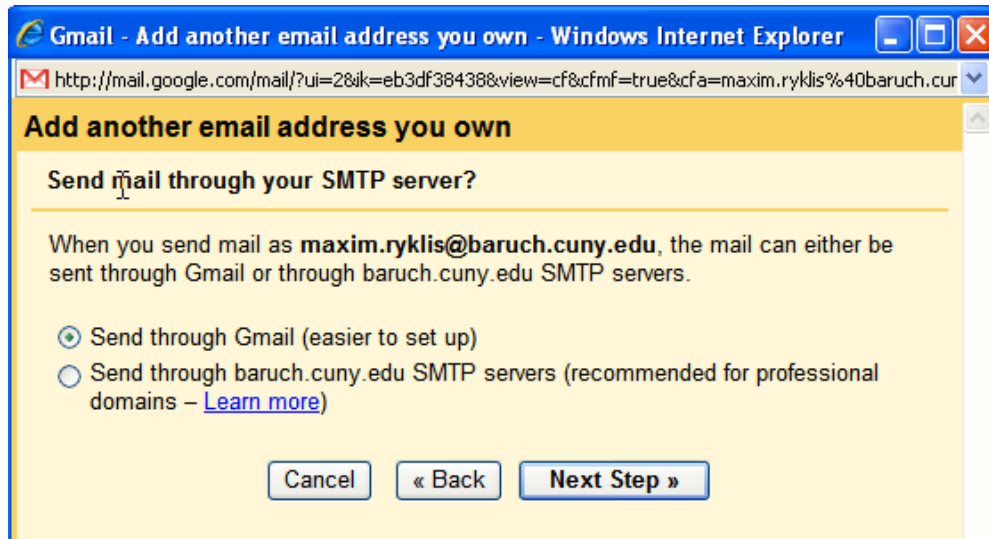 Gmail - Add another email address you own - Windows Internet Explorer
http://mail.google.com/mail/?ui=2&ik=eb3df38438&view=cf&cfmf=true&cfa=maxim.ryklis%40baruch.cur
Add another email address you own
Send mail through your SMTP server?
When you send mail as maxim.ryklis@baruch.cuny.edu, the mail can either be
sent through Gmail or through baruch.cuny.edu SMTP servers.
Send through Gmail (easier to set up)
Send through baruch.cuny.edu SMTP servers (recommended for professional
domains – Learn more)
Cancel « Back Next Step »